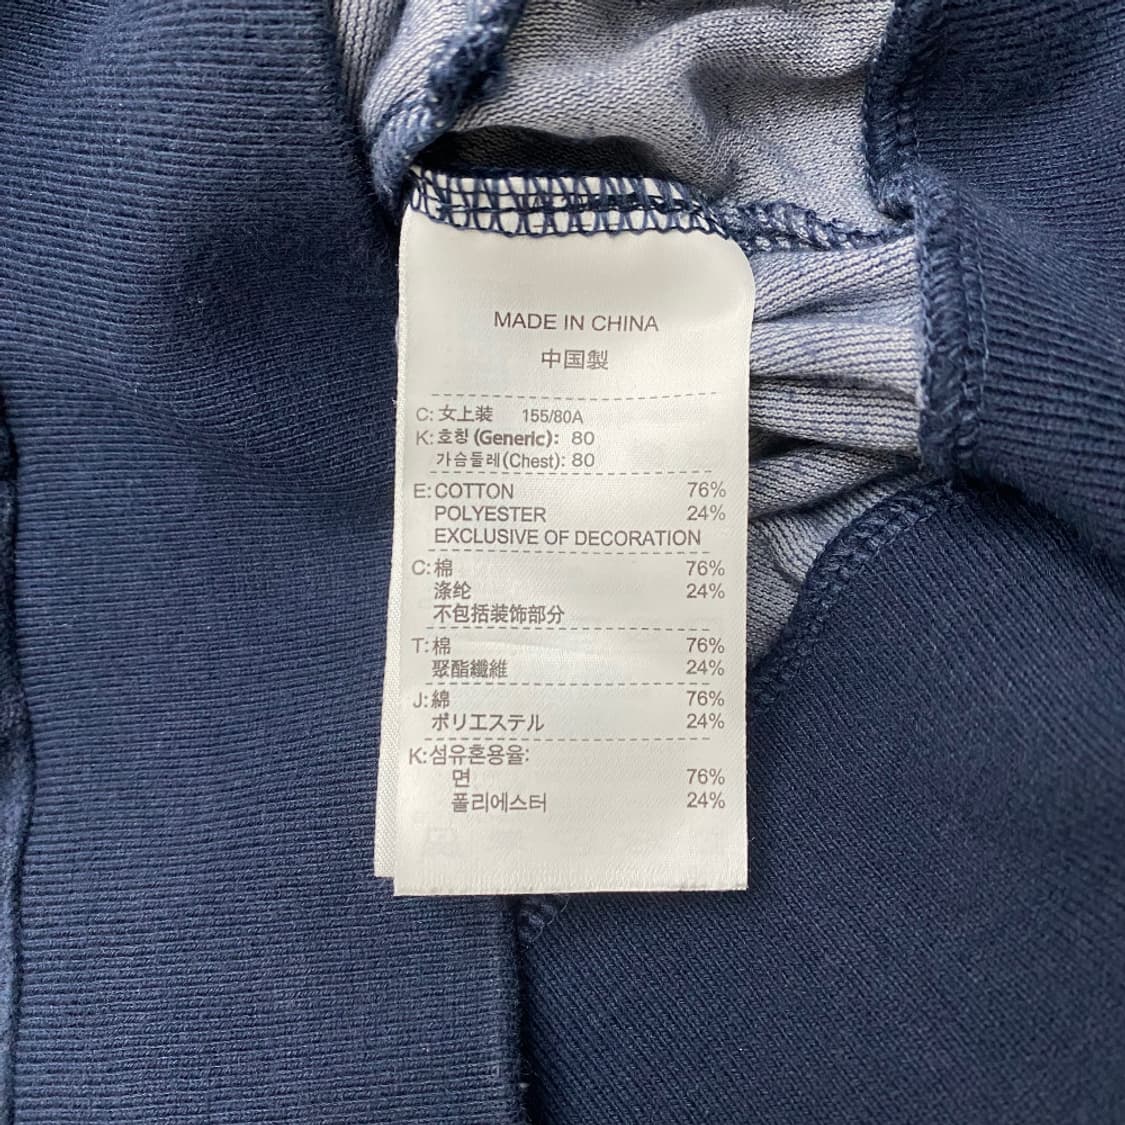 MADE IN CHINA
中国製
C: 女上装 155/80A
K: 호칭 (Generic): 80
가슴둘레(Chest): 80
E: COTTON 76%
POLYESTER 24%
EXCLUSIVE OF DECORATION
C: 棉 76%
涤纶 24%
不包括装饰部分
T: 棉 76%
聚酯纖維 24%
J: 綿 76%
ポリエステル 24%
K: 섬유혼용율:
면 76%
폴리에스터 24%